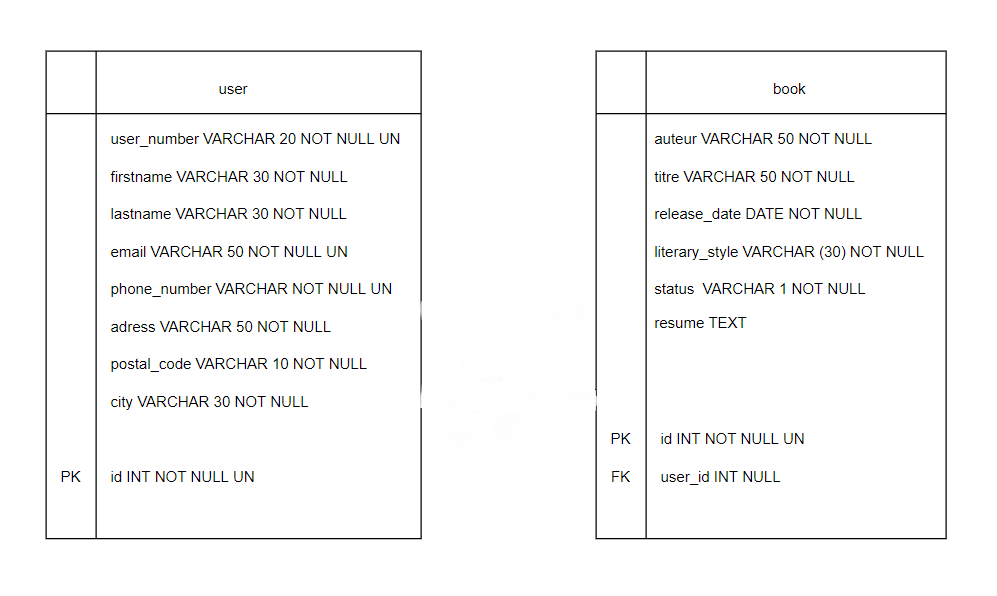 user
user_number VARCHAR 20 NOT NULL UN
firstname VARCHAR 30 NOT NULL
lastname VARCHAR 30 NOT NULL
email VARCHAR 50 NOT NULL UN
phone_number VARCHAR NOT NULL UN
adress VARCHAR 50 NOT NULL
postal_code VARCHAR 10 NOT NULL
city VARCHAR 30 NOT NULL
PK id INT NOT NULL UN
book
auteur VARCHAR 50 NOT NULL
titre VARCHAR 50 NOT NULL
release_date DATE NOT NULL
literary_style VARCHAR (30) NOT NULL
status VARCHAR 1 NOT NULL
resume TEXT
PK id INT NOT NULL UN
FK user_id INT NULL